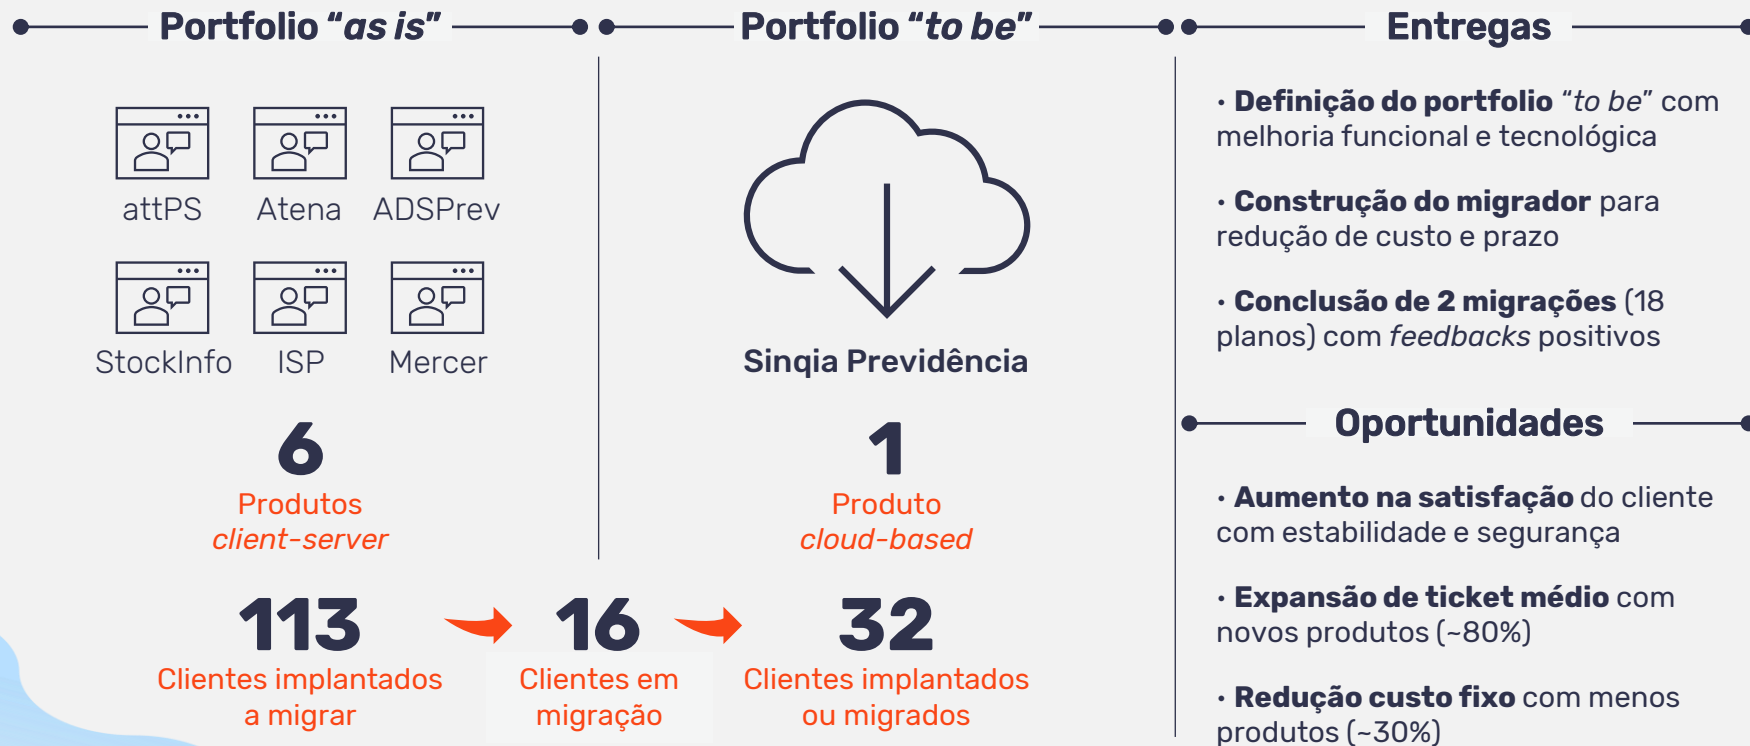 Portfolio “as is”
attPS
Atena
ADSPrev
StockInfo
ISP
Mercer
6
Produtos
client-server
Portfolio “to be”
Sinqia Previdência
1
Produto
cloud-based
113
Clientes implantados
a migrar
16
Clientes em
migração
32
Clientes implantados
ou migrados
Entregas
· Definição do portfolio “to be” com
melhoria funcional e tecnológica
· Construção do migrador para
redução de custo e prazo
· Conclusão de 2 migrações (18
planos) com feedbacks positivos
Oportunidades
· Aumento na satisfação do cliente
com estabilidade e segurança
· Expansão de ticket médio com
novos produtos (~80%)
· Redução custo fixo com menos
produtos (~30%)